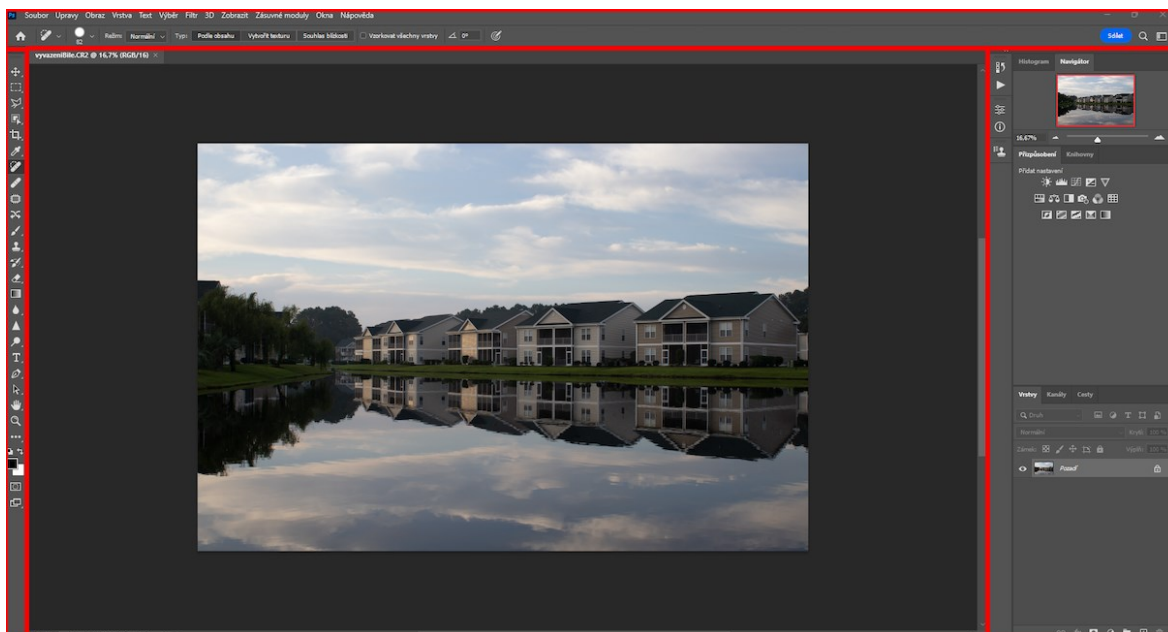 Ps Soubor Úpravy Obraz Vrstva Text Výběr Filtr 3D Zobrazit Zásuvné moduly Okna Nápověda
82 Režim: Normální Typ: Podle obsahu Vytvořit texturu Souhlas blízkosti Vzorkovat všechny vrstvy 0° Sdílet
vyvazeniBile.CR2 @ 16,7% (RGB/16) ×
Histogram Navigátor
16,67%
Přizpůsobení Knihovny
Přidat nastavení
Vrstvy Kanály Cesty
Druh
Normální Krytí: 100 %
Zámek: Výplň: 100 %
Pozadí